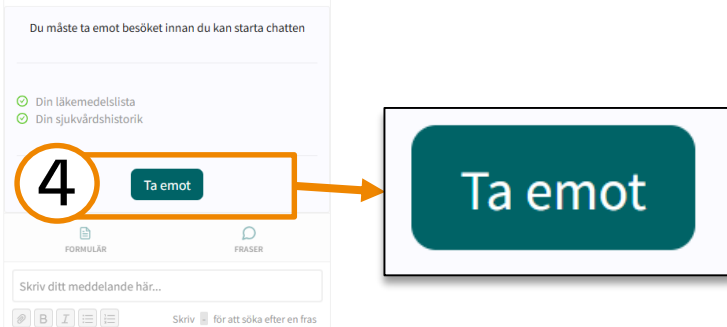 Du måste ta emot besöket innan du kan starta chatten
Din läkemedelslista
Din sjukvårdshistorik
4
Ta emot
Ta emot
FORMULÄR
FRASER
Skriv ditt meddelande här...
B I
Skriv - för att söka efter en fras